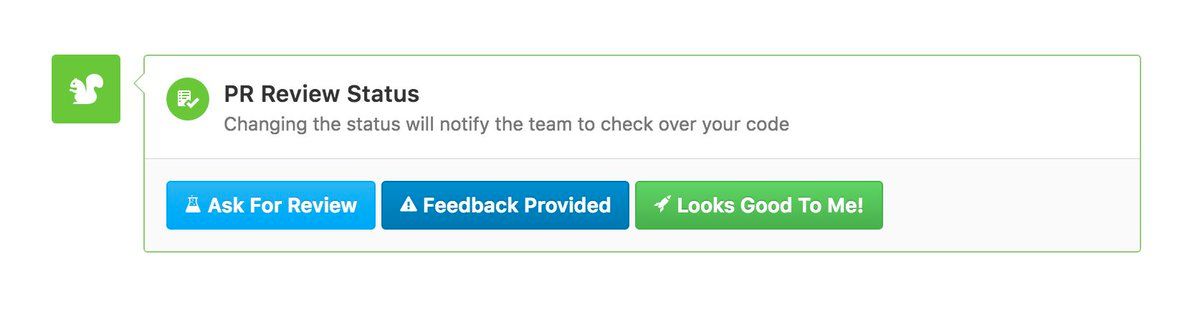 PR Review Status
Changing the status will notify the team to check over your code
Ask For Review Feedback Provided Looks Good To Me!